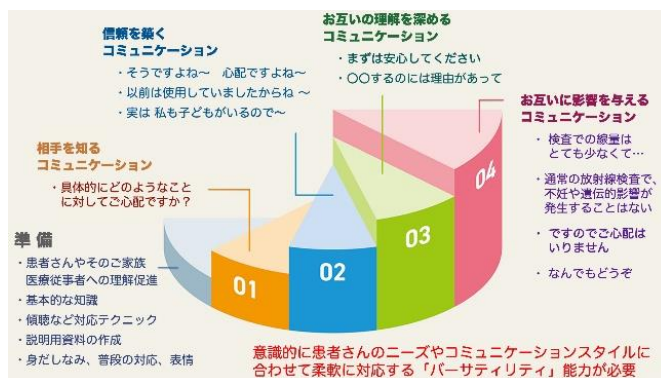 お互いの理解を深める
コミュニケーション
・まずは安心してください
・〇〇するのには理由があって
信頼を築く
コミュニケーション
・そうですよね〜　心配ですよね〜
・以前は使用していましたからね 〜
・実は 私も子どもがいるので〜
お互いに影響を与える
コミュニケーション
・ 検査での線量は
とても少なくて…
・通常の放射線検査で、
不妊や遺伝的影響が
発生することはない
・ ですのでご心配は
いりません
・ なんでもどうぞ
相手を知る
コミュニケーション
・具体的にどのようなこと
に対してご心配ですか？
準 備
・患者さんやそのご家族
医療従事者への理解促進
・基本的な知識
・傾聴など対応テクニック
・説明用資料の作成
・身だしなみ、普段の対応、表情
01
02
03
04
意識的に患者さんのニーズやコミュニケーションスタイルに
合わせて柔軟に対応する「バーサティリティ」能力が必要